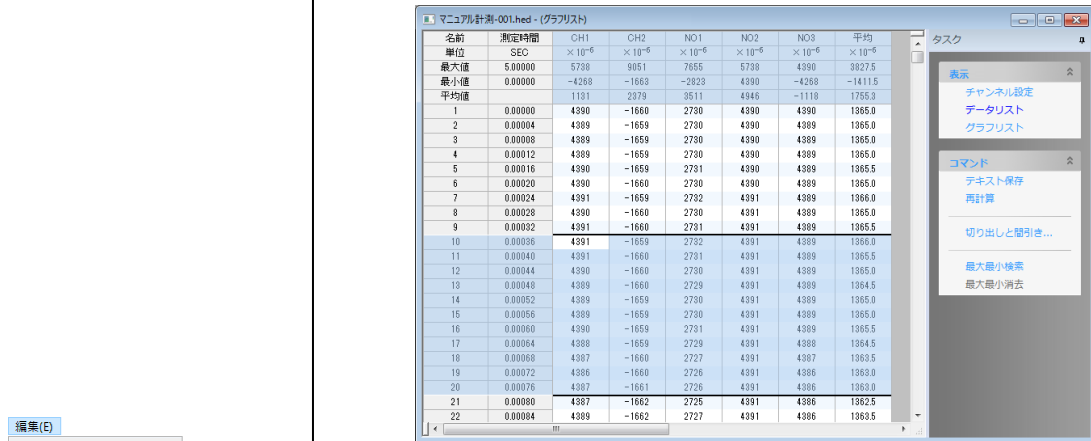 マニュアル計測-001.hed - (グラフリスト)
名前 測定時間 CH1 CH2 NO1 NO2 NO3 平均
単位 SEC ×10⁻⁶ ×10⁻⁶ ×10⁻⁶ ×10⁻⁶ ×10⁻⁶ ×10⁻⁶
最大値 5.00000 5738 9051 7655 5738 4390 3827.5
最小値 0.00000 -4268 -1663 -2823 4390 -4268 -1411.5
平均値 1131 2379 3511 4946 -1118 1755.3
1 0.00000 4390 -1660 2730 4390 4390 1365.0
2 0.00004 4389 -1659 2730 4390 4389 1365.0
3 0.00008 4389 -1659 2730 4390 4389 1365.0
4 0.00012 4389 -1659 2730 4390 4389 1365.0
5 0.00016 4390 -1659 2731 4390 4389 1365.5
6 0.00020 4390 -1660 2730 4390 4389 1365.0
7 0.00024 4391 -1659 2732 4391 4389 1366.0
8 0.00028 4390 -1660 2730 4391 4389 1365.0
9 0.00032 4391 -1660 2731 4391 4389 1365.5
10 0.00036 4391 -1659 2732 4391 4389 1366.0
11 0.00040 4391 -1660 2731 4391 4389 1365.5
12 0.00044 4390 -1660 2730 4391 4389 1365.0
13 0.00048 4389 -1660 2729 4391 4389 1364.5
14 0.00052 4389 -1659 2730 4391 4389 1365.0
15 0.00056 4389 -1659 2730 4391 4389 1365.0
16 0.00060 4390 -1659 2731 4391 4389 1365.5
17 0.00064 4388 -1659 2729 4391 4388 1364.5
18 0.00068 4387 -1660 2727 4391 4387 1363.5
19 0.00072 4386 -1660 2726 4391 4386 1363.0
20 0.00076 4387 -1661 2726 4391 4386 1363.0
21 0.00080 4387 -1662 2725 4391 4386 1362.5
22 0.00084 4389 -1662 2727 4391 4386 1363.5
タスク
表示
チャンネル設定
データリスト
グラフリスト
コマンド
テキスト保存
再計算
切り出しと間引き...
最大最小検索
最大最小消去
編集(E)